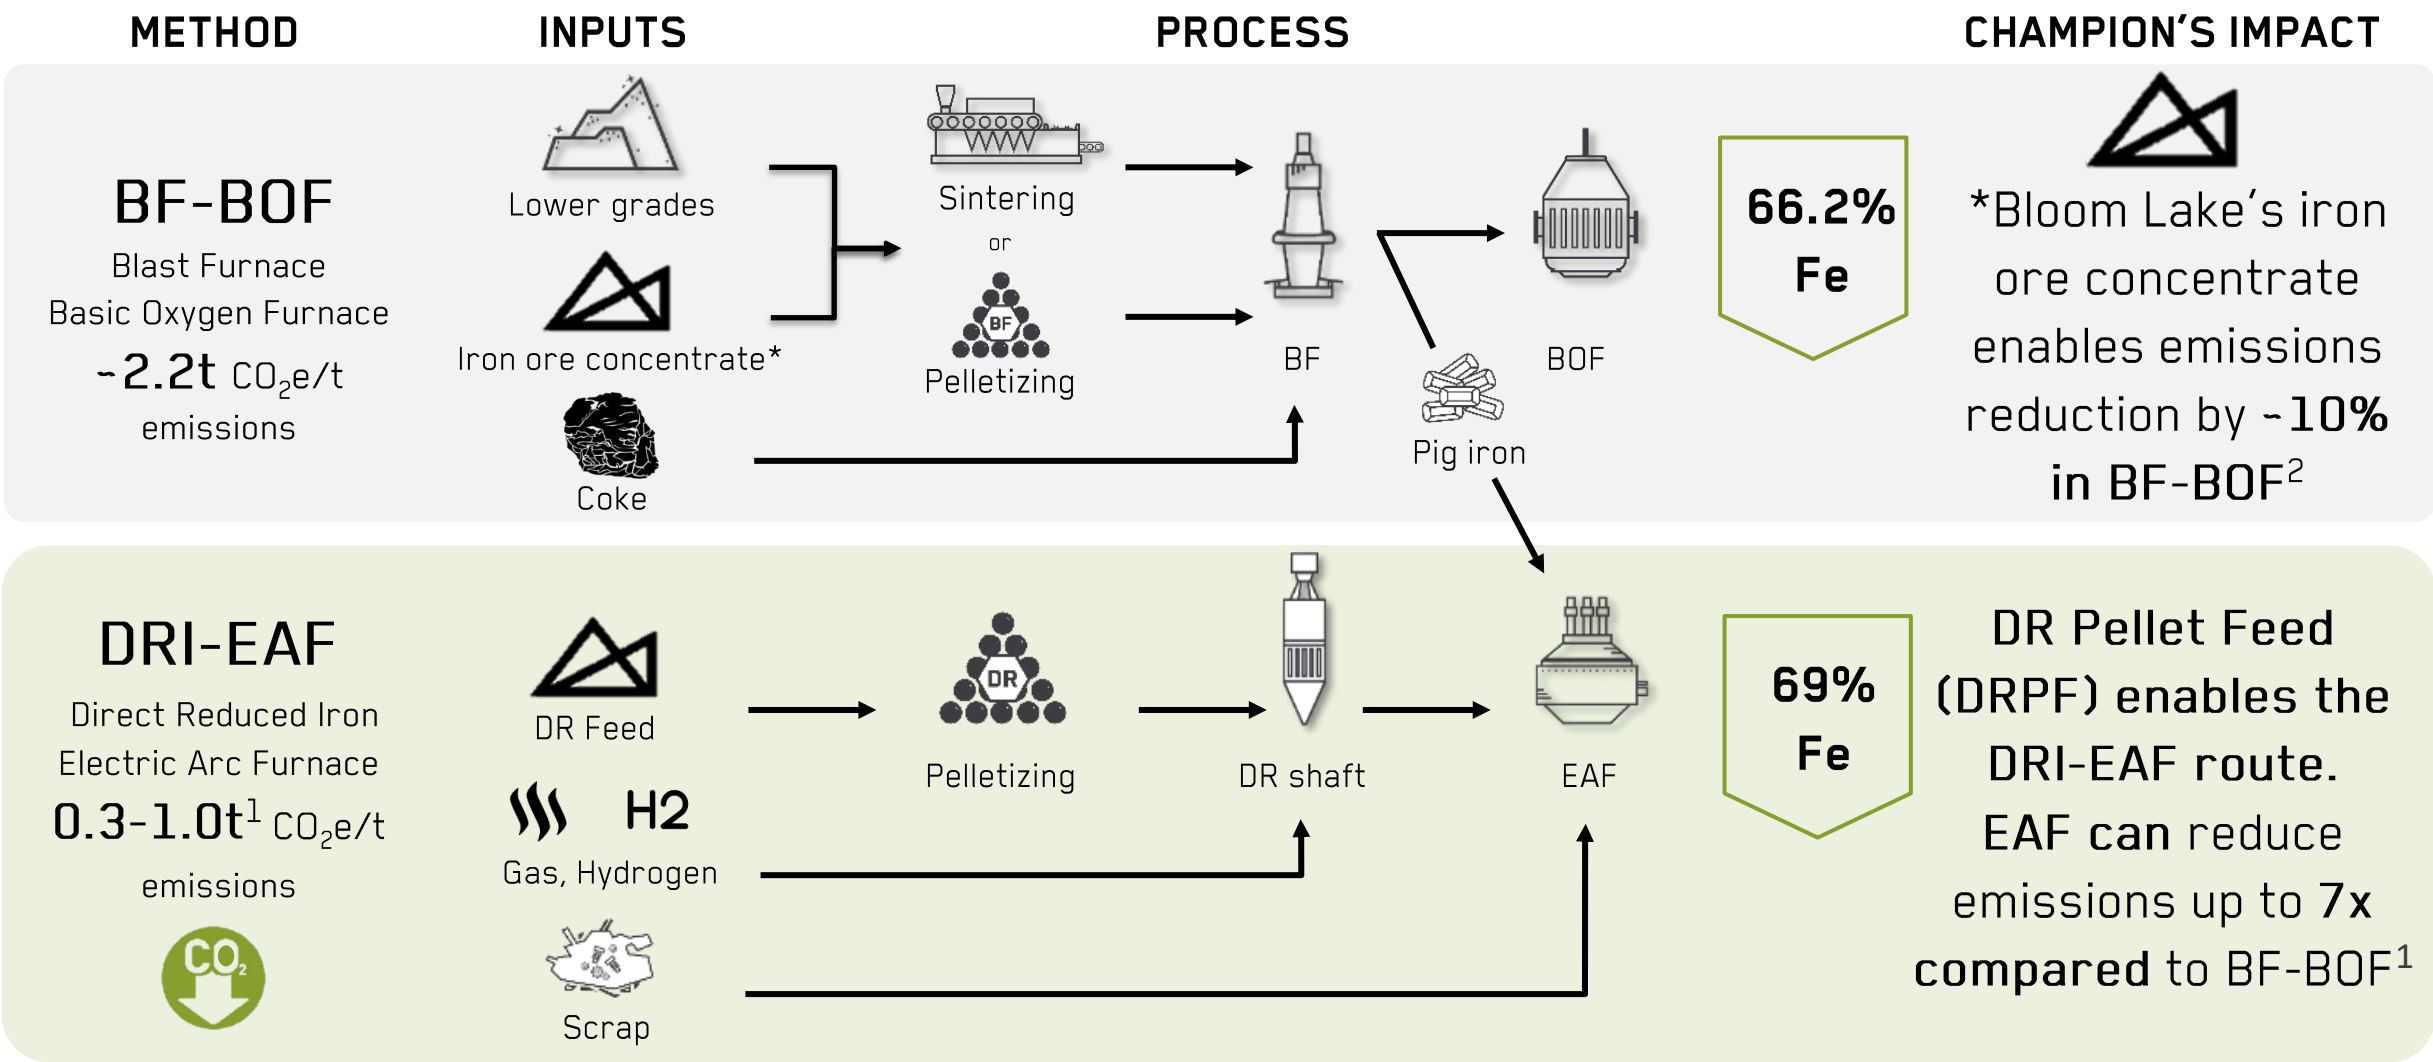 METHOD
INPUTS
PROCESS
CHAMPION'S IMPACT
BF-BOF
Blast Furnace
Basic Oxygen Furnace
~2.2t CO₂e/t
emissions
Lower grades
Iron ore concentrate*
Coke
Sintering
or
BF
Pelletizing
BF
BOF
Pig iron
66.2%
Fe
*Bloom Lake's iron
ore concentrate
enables emissions
reduction by ~10%
in BF-BOF²
DRI-EAF
Direct Reduced Iron
Electric Arc Furnace
0.3-1.0t¹ CO₂e/t
emissions
CO₂
DR Feed
H2
Gas, Hydrogen
Scrap
DR
Pelletizing
DR shaft
EAF
69%
Fe
DR Pellet Feed
(DRPF) enables the
DRI-EAF route.
EAF can reduce
emissions up to 7x
compared to BF-BOF¹